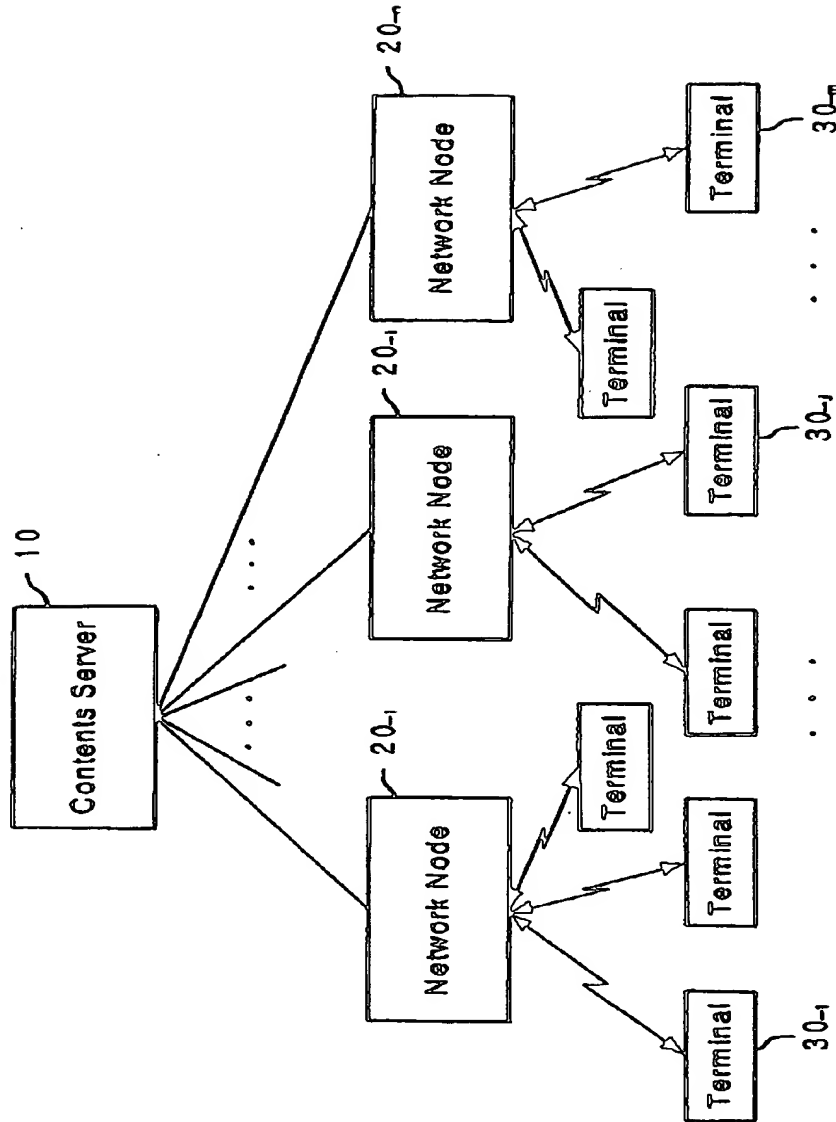 10
Contents Server
20-1
Network Node
20-i
Network Node
20-n
Network Node
Terminal
30-1
Terminal
Terminal
Terminal
Terminal
30-j
Terminal
Terminal
30-m